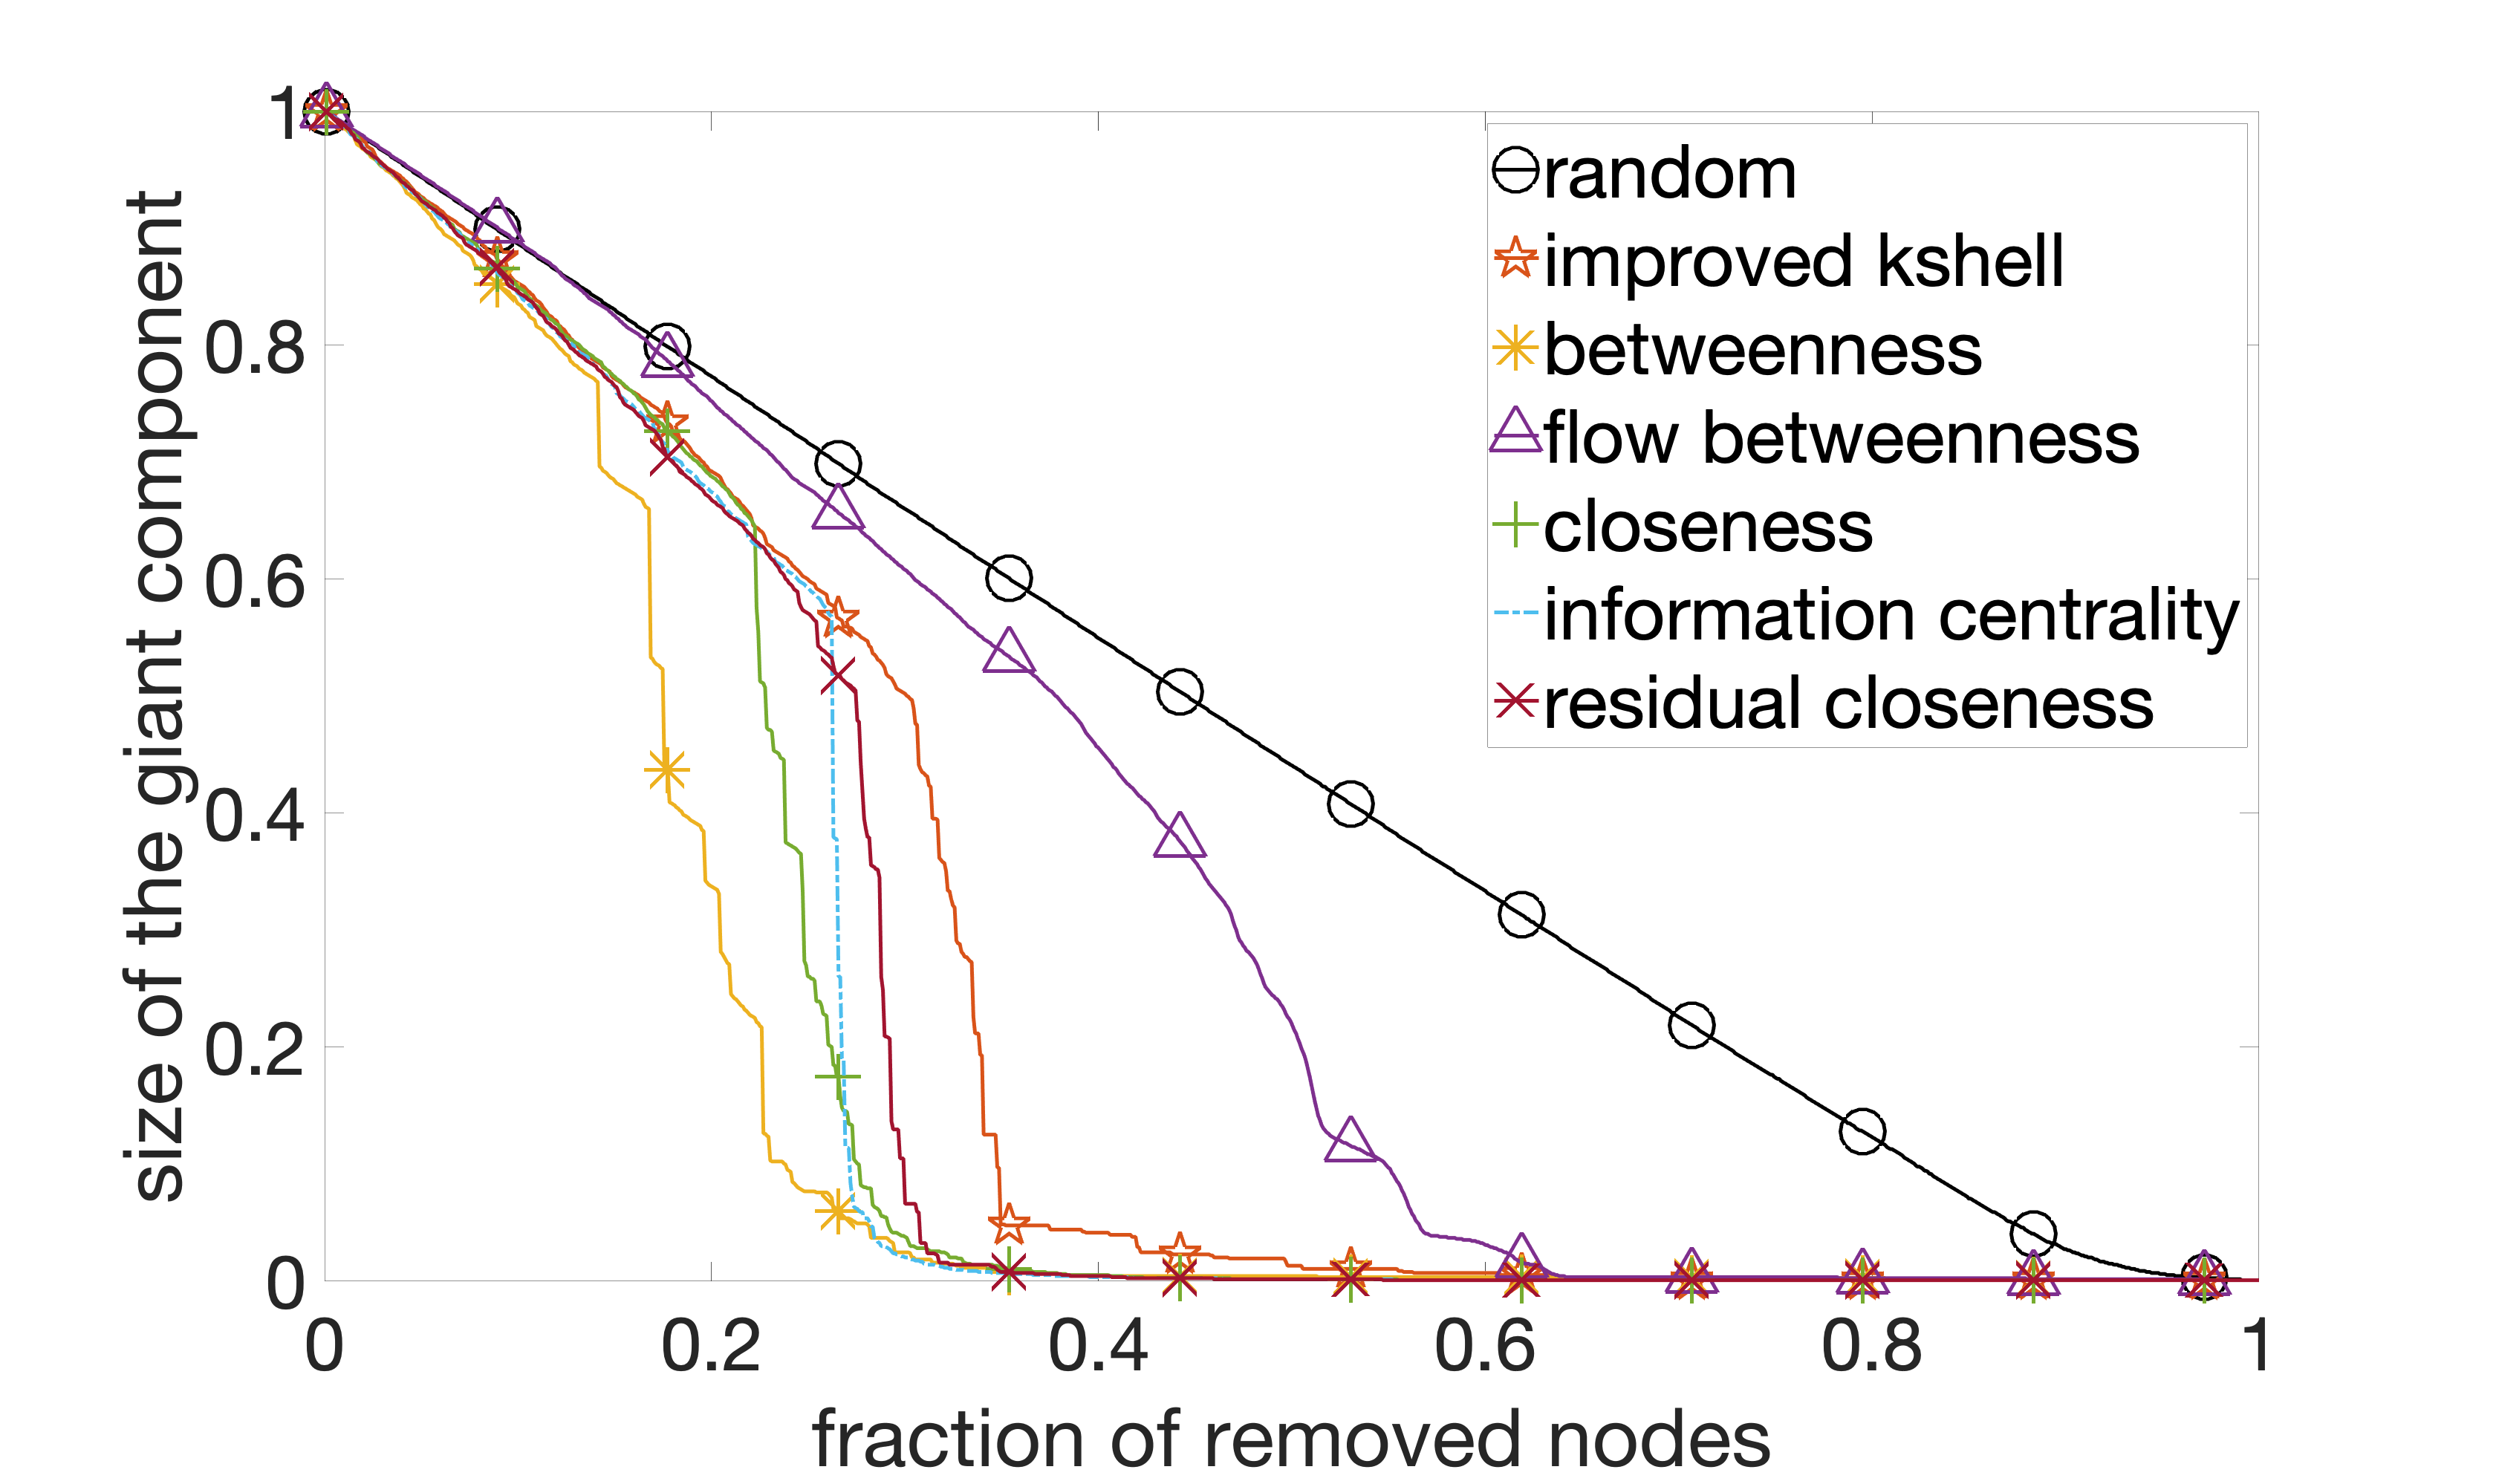 size of the giant component
1
0.8
0.6
0.4
0.2
0
0 0.2 0.4 0.6 0.8 1
fraction of removed nodes
random
improved kshell
betweenness
flow betweenness
closeness
information centrality
residual closeness